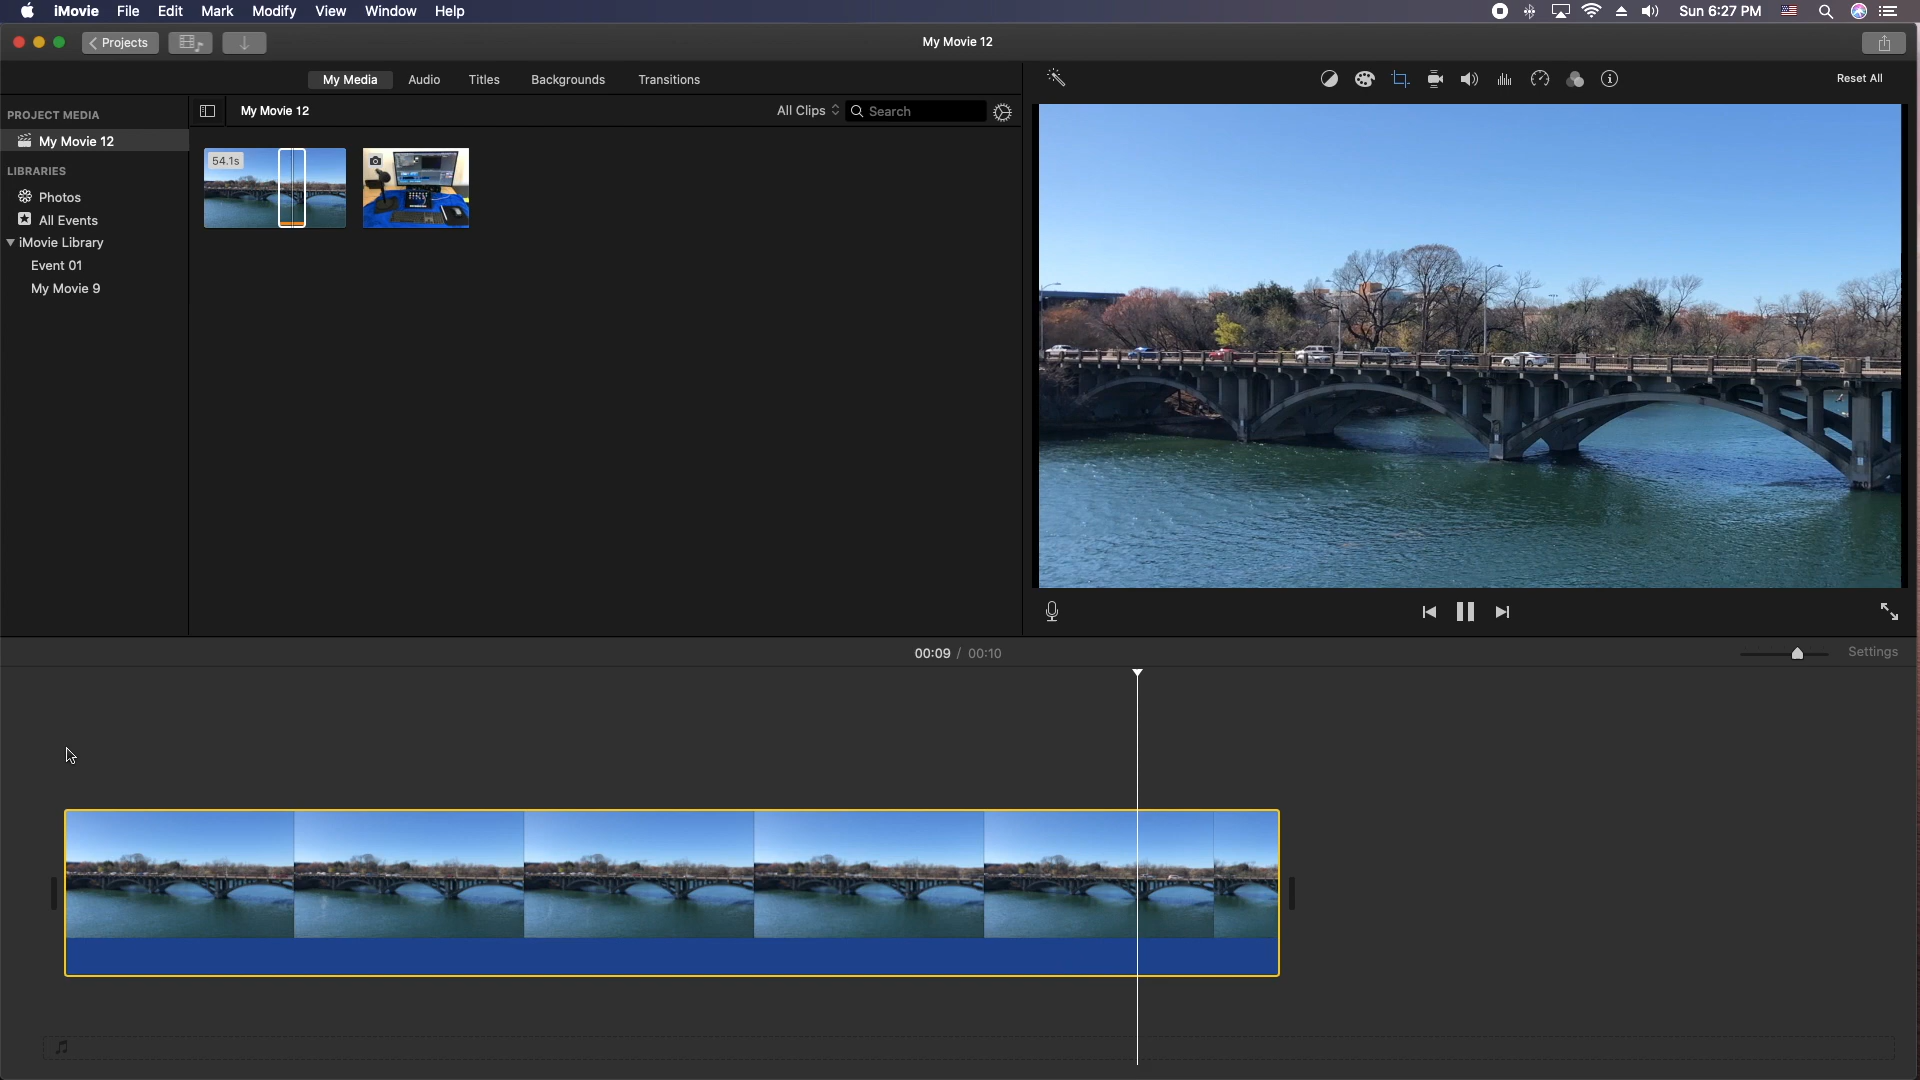 iMovie File Edit Mark Modify View Window Help Sun 6:27 PM
Projects My Movie 12
My Media Audio Titles Backgrounds Transitions Reset All
PROJECT MEDIA My Movie 12 All Clips Search
My Movie 12
LIBRARIES
54.1s
Photos
All Events
iMovie Library
Event 01
My Movie 9
00:09 / 00:10 Settings